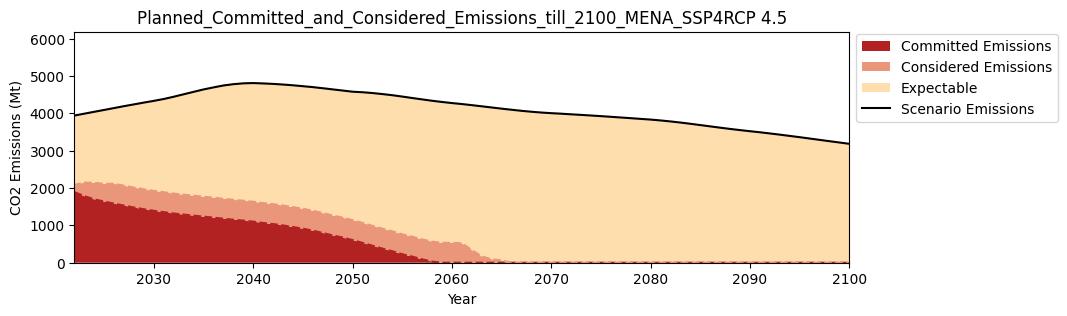 Planned_Committed_and_Considered_Emissions_till_2100_MENA_SSP4RCP 4.5
CO2 Emissions (Mt)
6000
5000
4000
3000
2000
1000
0
2030 2040 2050 2060 2070 2080 2090 2100
Year
Committed Emissions
Considered Emissions
Expectable
Scenario Emissions